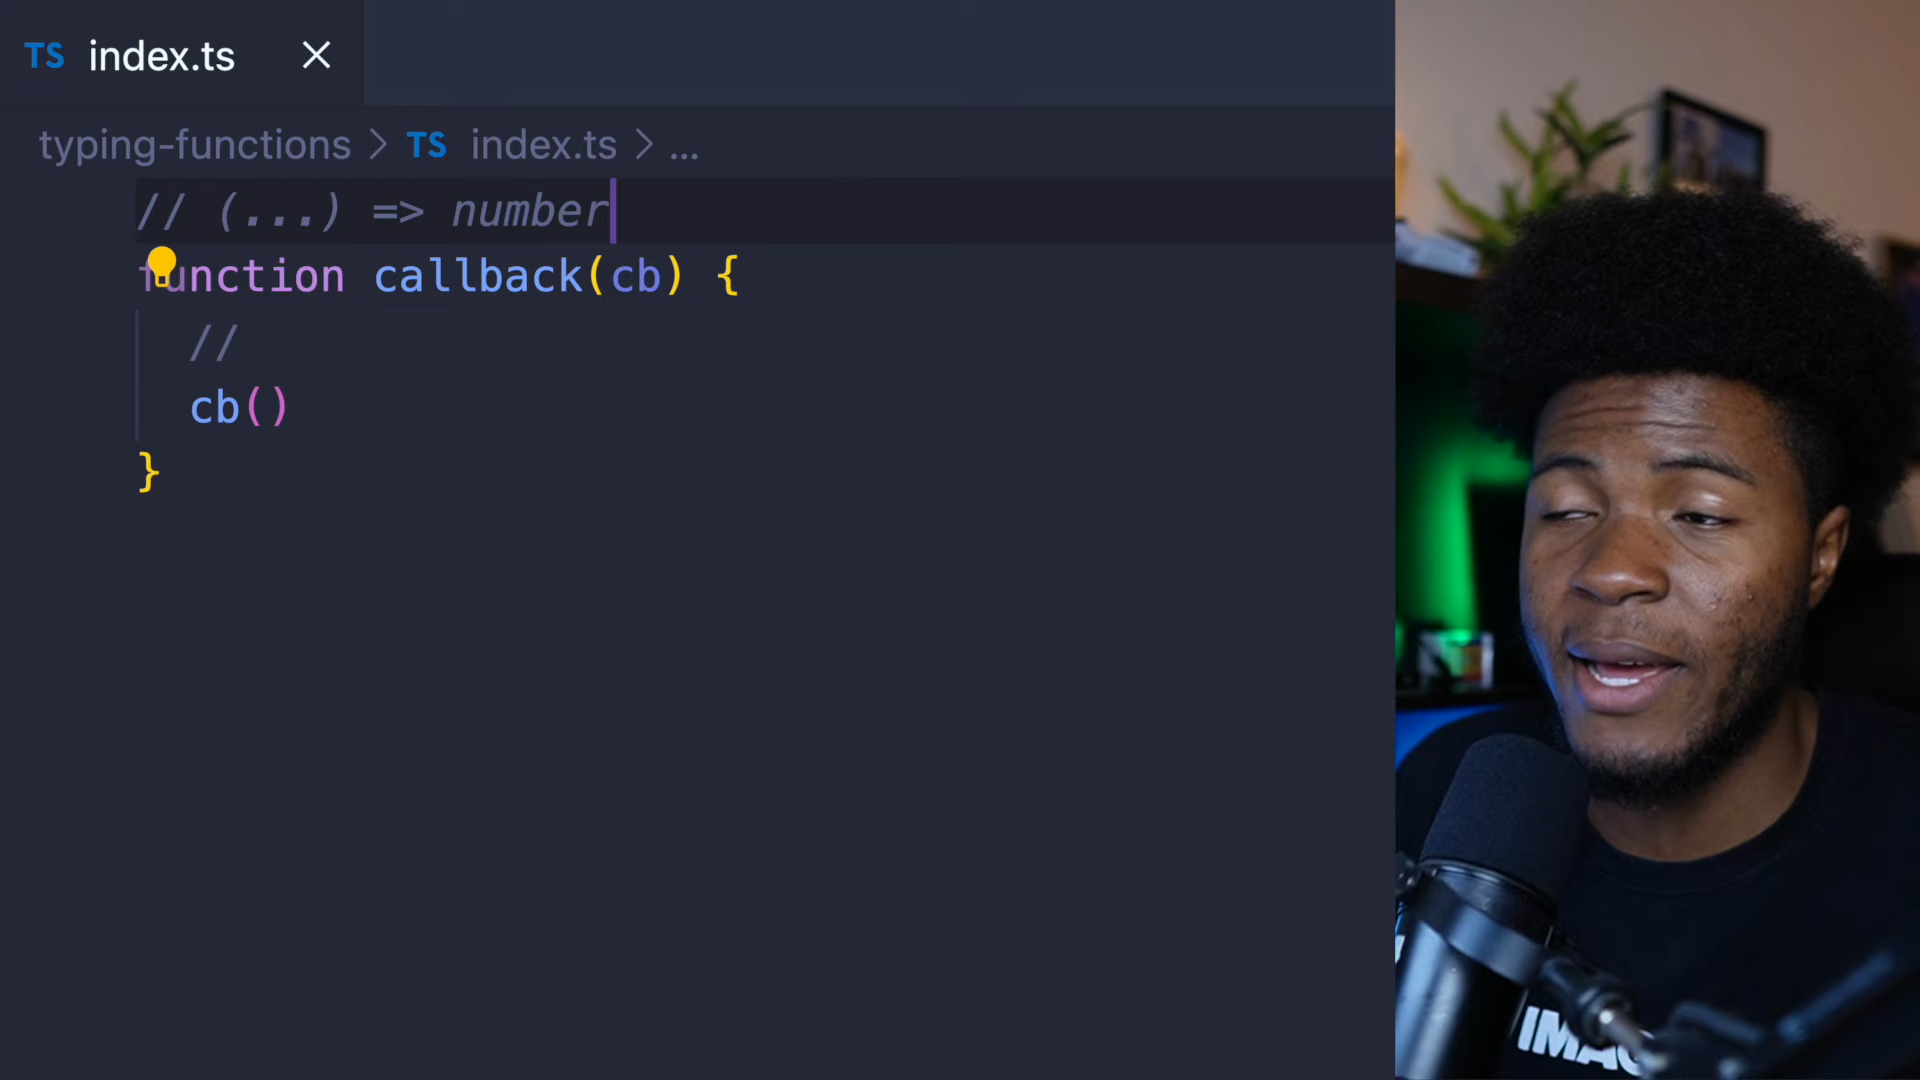 TS index.ts
typing-functions > TS index.ts > ...
// (...) => number
function callback(cb) {
//
cb()
}